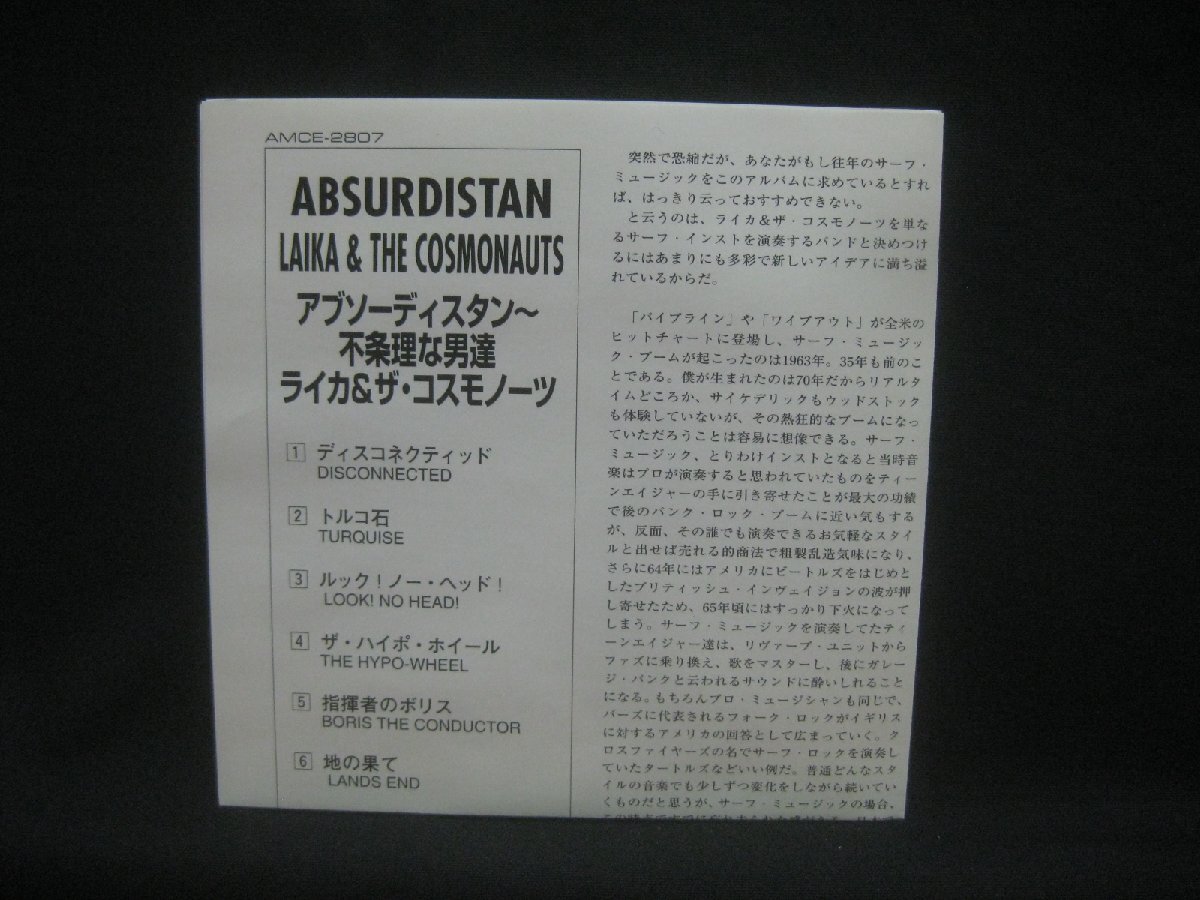 AMCE-2807
ABSURDISTAN
LAIKA & THE COSMONAUTS
アブソーディスタン〜
不条理な男達
ライカ&ザ・コスモノーツ
1 ディスコネクティッド
DISCONNECTED
2 トルコ石
TURQUISE
3 ルック！ノー・ヘッド！
LOOK! NO HEAD!
4 ザ・ハイポ・ホイール
THE HYPO-WHEEL
5 指揮者のボリス
BORIS THE CONDUCTOR
6 地の果て
LANDS END
突然で恐縮だが、あなたがもし往年のサーフ・
ミュージックをこのアルバムに求めているとすれ
ば、はっきり云っておすすめできない。
と云うのは、ライカ&ザ・コスモノーツを単な
るサーフ・インストを演奏するバンドと決めつけ
るにはあまりにも多彩で新しいアイデアに満ち溢
れているからだ。
「パイプライン」や「ワイプアウト」が全米の
ヒットチャートに登場し、サーフ・ミュージッ
ク・ブームが起こったのは1963年。35年も前のこ
とである。僕が生まれたのは70年だからリアルタ
イムどころか、サイケデリックもウッドストック
も体験していないが、その熱狂的なブームになっ
ていただろうことは容易に想像できる。サーフ・
ミュージック、とりわけインストとなると当時音
楽はプロが演奏すると思われていたものをティー
ンエイジャーの手に引き寄せたことが最大の功績
で後のパンク・ロック・ブームに近い気もする
が、反面、その誰でも演奏できるお気軽なスタイ
ルと出せば売れる的商法で粗製乱造気味になり、
さらに64年にはアメリカにビートルズをはじめと
したブリティッシュ・インヴェイジョンの波が押
し寄せたため、65年頃にはすっかり下火になって
しまう。サーフ・ミュージックを演奏してたティ
ーンエイジャー達は、リヴァーブ・ユニットから
ファズに乗り換え、歌をマスターし、後にガレー
ジ・パンクと云われるサウンドに酔いしれること
になる。もちろんプロ・ミュージシャンも同じで、
バーズに代表されるフォーク・ロックがイギリス
に対するアメリカの回答として広まっていく。ク
ロスファイヤーズの名でサーフ・ロックを演奏し
ていたタートルズなどいい例だ。普通どんなスタ
イルの音楽でも少しずつ変化をしながら続いてい
くものだと思うが、サーフ・ミュージックの場合、